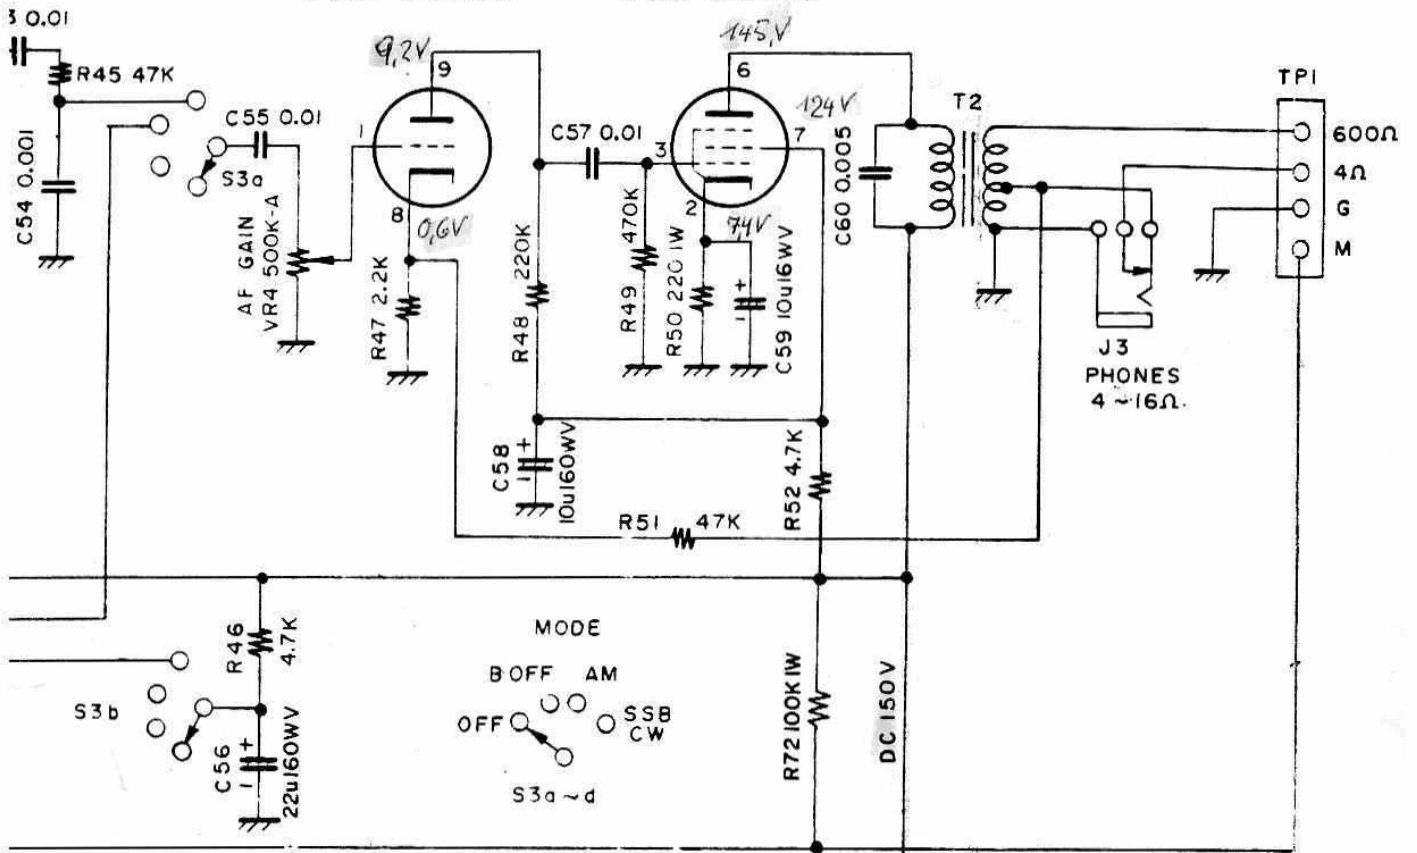 3 0.01
R45 47K
C54 0.001
C55 0.01
S3a
AF GAIN
VR4 500K-A
9,2V
9
1
8
0,6V
R47 2.2K
R48 220K
C57 0.01
R49 470K
145,V
6
124V
7
3
2
7,4V
R50 220 1W
C59 10u16WV
C60 0.005
T2
TP1
600Ω
4Ω
G
M
J3
PHONES
4~16Ω.
C58
10u160WV
+
R52 4.7K
R51 47K
R46
4.7K
S3b
C56
22u160WV
+
MODE
B·OFF AM
OFF
SSB
CW
S3a~d
R72 100K 1W
DC 150V